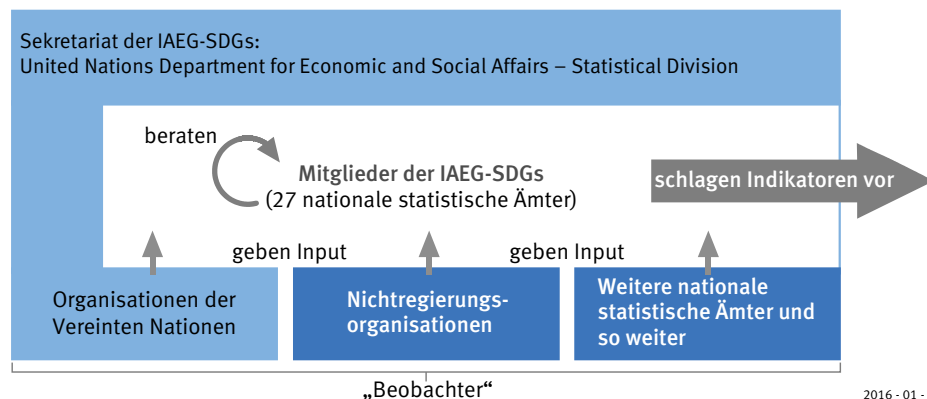 Sekretariat der IAEG-SDGs:
United Nations Department for Economic and Social Affairs – Statistical Division
beraten
Mitglieder der IAEG-SDGs
(27 nationale statistische Ämter)
schlagen Indikatoren vor
geben Input
geben Input
Organisationen der
Vereinten Nationen
Nichtregierungs-
organisationen
Weitere nationale
statistische Ämter und
so weiter
„Beobachter“
2016 - 01 -